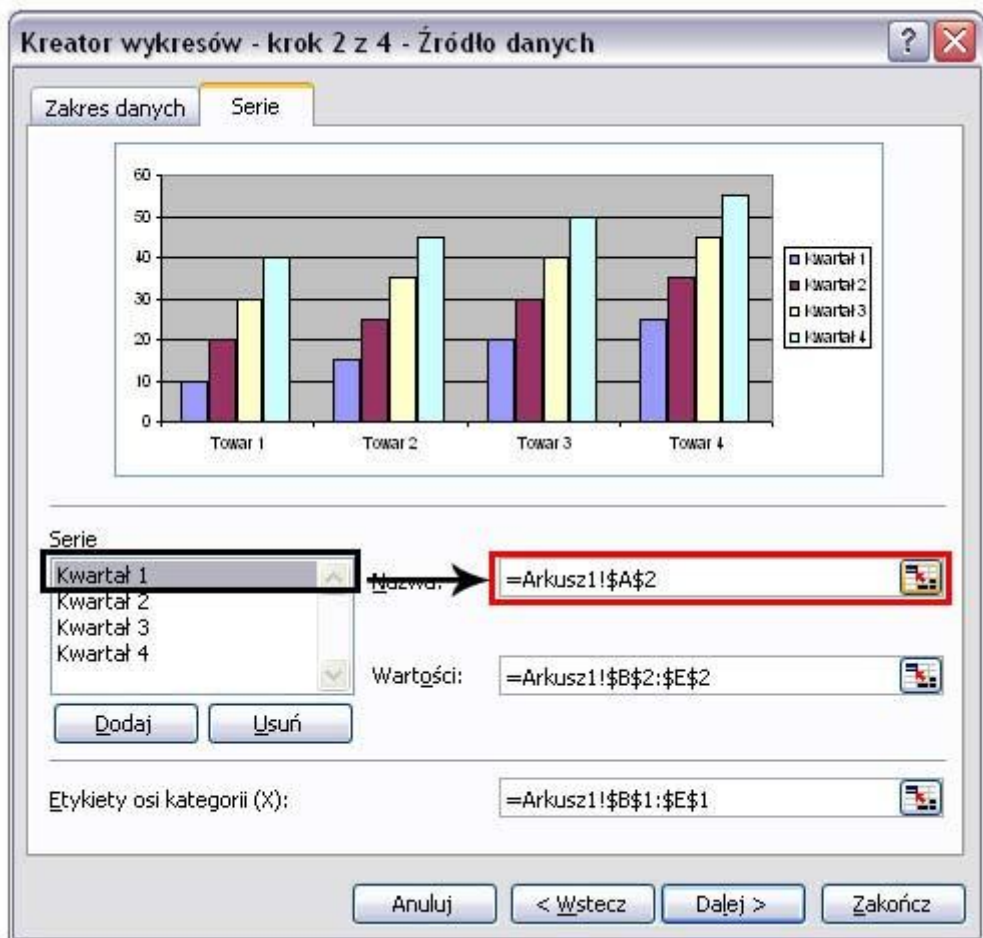 Kreator wykresów - krok 2 z 4 - Źródło danych
Zakres danych Serie
60
50
40
30
20
10
0
Towar 1 Towar 2 Towar 3 Towar 4
Kwartał 1
Kwartał 2
Kwartał 3
Kwartał 4
Serie
Kwartał 1
Kwartał 2
Kwartał 3
Kwartał 4
Nazwa: =Arkusz1!$A$2
Wartości: =Arkusz1!$B$2:$E$2
Dodaj Usuń
Etykiety osi kategorii (X): =Arkusz1!$B$1:$E$1
Anuluj < Wstecz Dalej > Zakończ